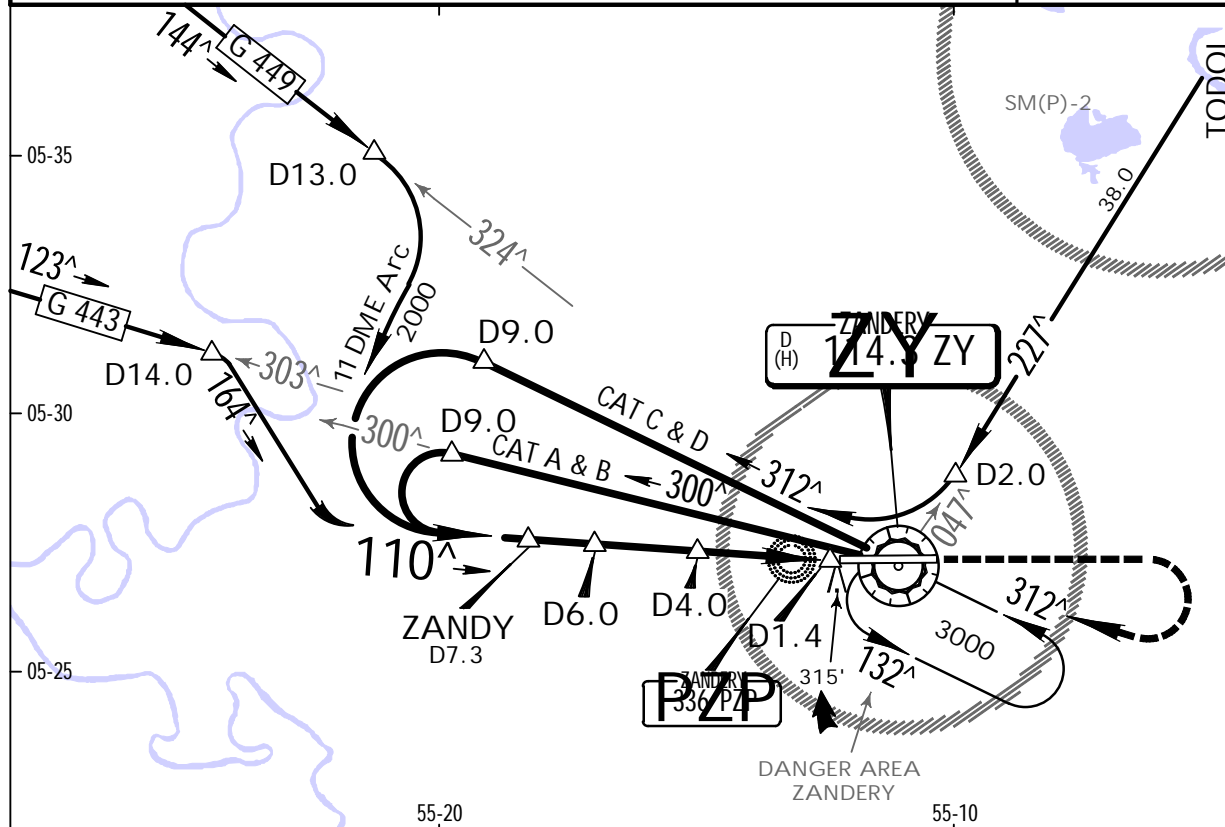 144^
G 449
TODOI
SM(P)-2
05-35
D13.0
38.0
324^
123^
G 443
11 DME Arc
2000
D9.0
ZANDERY
D
(H)
ZY
ZY
227^
D14.0
303^
164^
05-30
300^
D9.0
CAT C & D
CAT A & B
300^
312^
D2.0
047^
110^
ZANDY
D7.3
D6.0
D4.0
D1.4
312^
3000
132^
05-25
ZANDERY
336 PZP
PZP
315'
DANGER AREA
ZANDERY
55-20
55-10